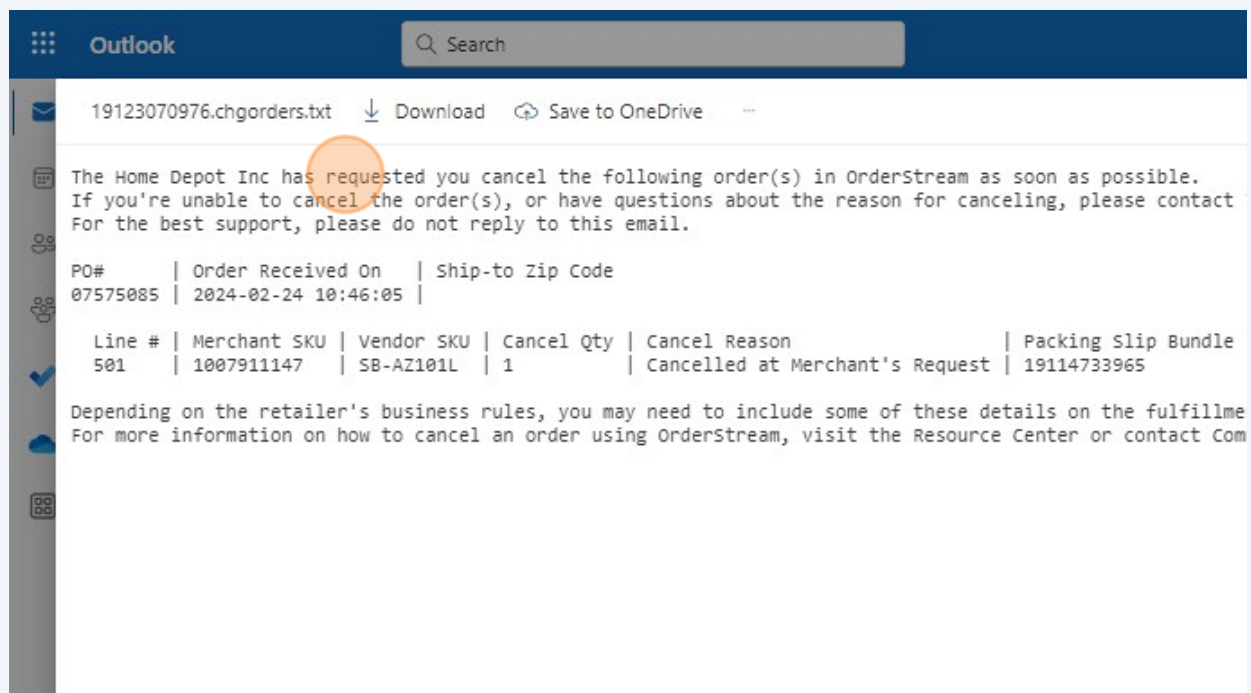 Outlook
Search
19123070976.chgorders.txt Download Save to OneDrive ...
The Home Depot Inc has requested you cancel the following order(s) in OrderStream as soon as possible.
If you're unable to cancel the order(s), or have questions about the reason for canceling, please contact
For the best support, please do not reply to this email.
PO# | Order Received On | Ship-to Zip Code
07575085 | 2024-02-24 10:46:05 |
Line # | Merchant SKU | Vendor SKU | Cancel Qty | Cancel Reason | Packing Slip Bundle
501 | 1007911147 | SB-AZ101L | 1 | Cancelled at Merchant's Request | 19114733965
Depending on the retailer's business rules, you may need to include some of these details on the fulfillme
For more information on how to cancel an order using OrderStream, visit the Resource Center or contact Com